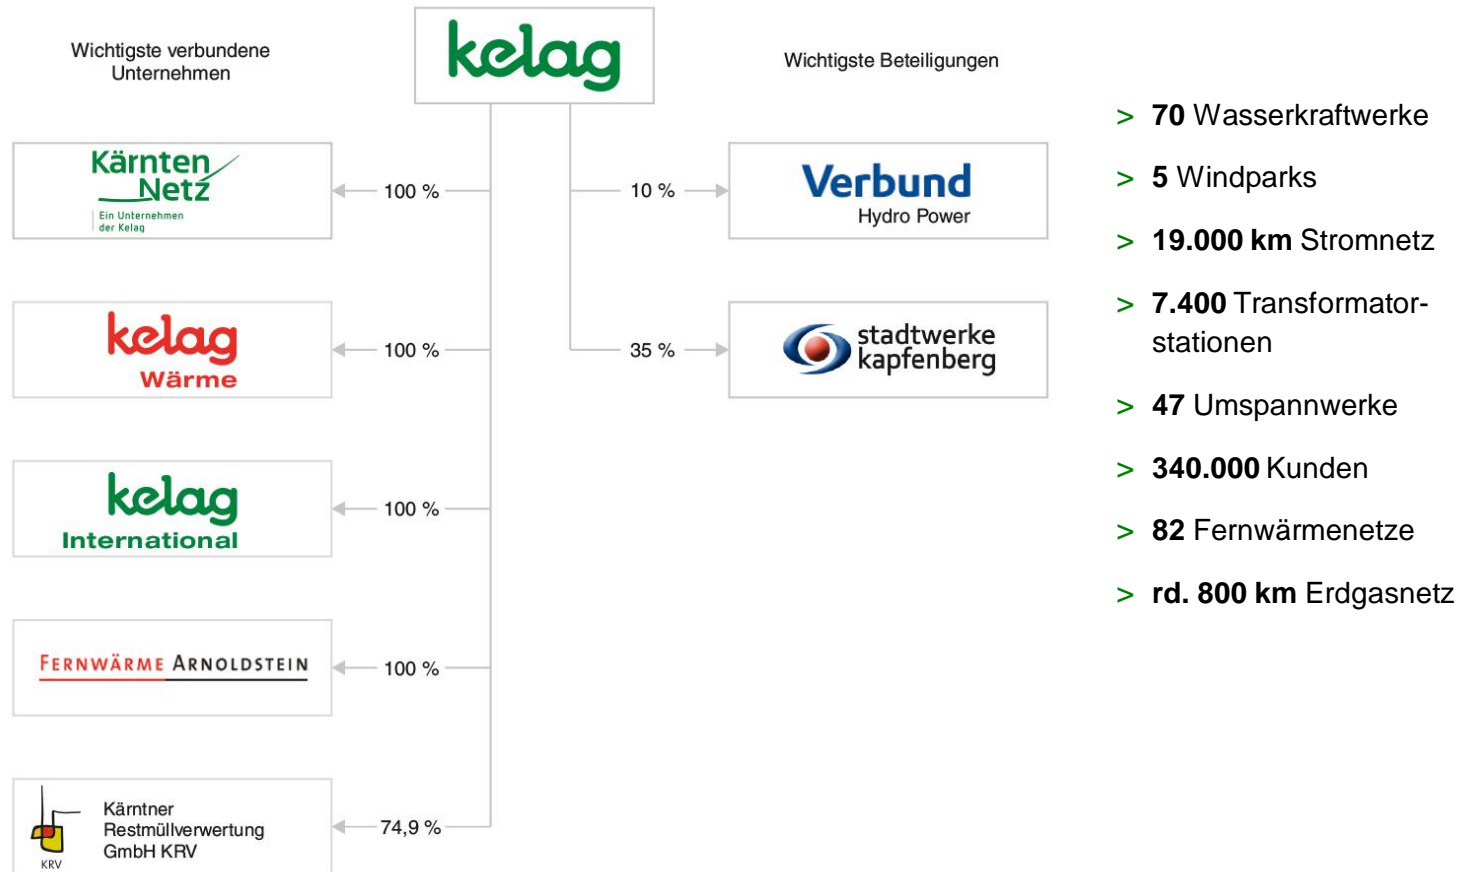 kelag
Wichtigste verbundene
Unternehmen
Kärnten
Netz
Ein Unternehmen
der Kelag
100 %
kelag
Wärme
100 %
kelag
International
100 %
FERNWÄRME ARNOLDSTEIN
100 %
KRV
Kärntner
Restmüllverwertung
GmbH KRV
74,9 %
Wichtigste Beteiligungen
10 %
Verbund
Hydro Power
35 %
stadtwerke
kapfenberg
> 70 Wasserkraftwerke
> 5 Windparks
> 19.000 km Stromnetz
> 7.400 Transformator-
stationen
> 47 Umspannwerke
> 340.000 Kunden
> 82 Fernwärmenetze
> rd. 800 km Erdgasnetz